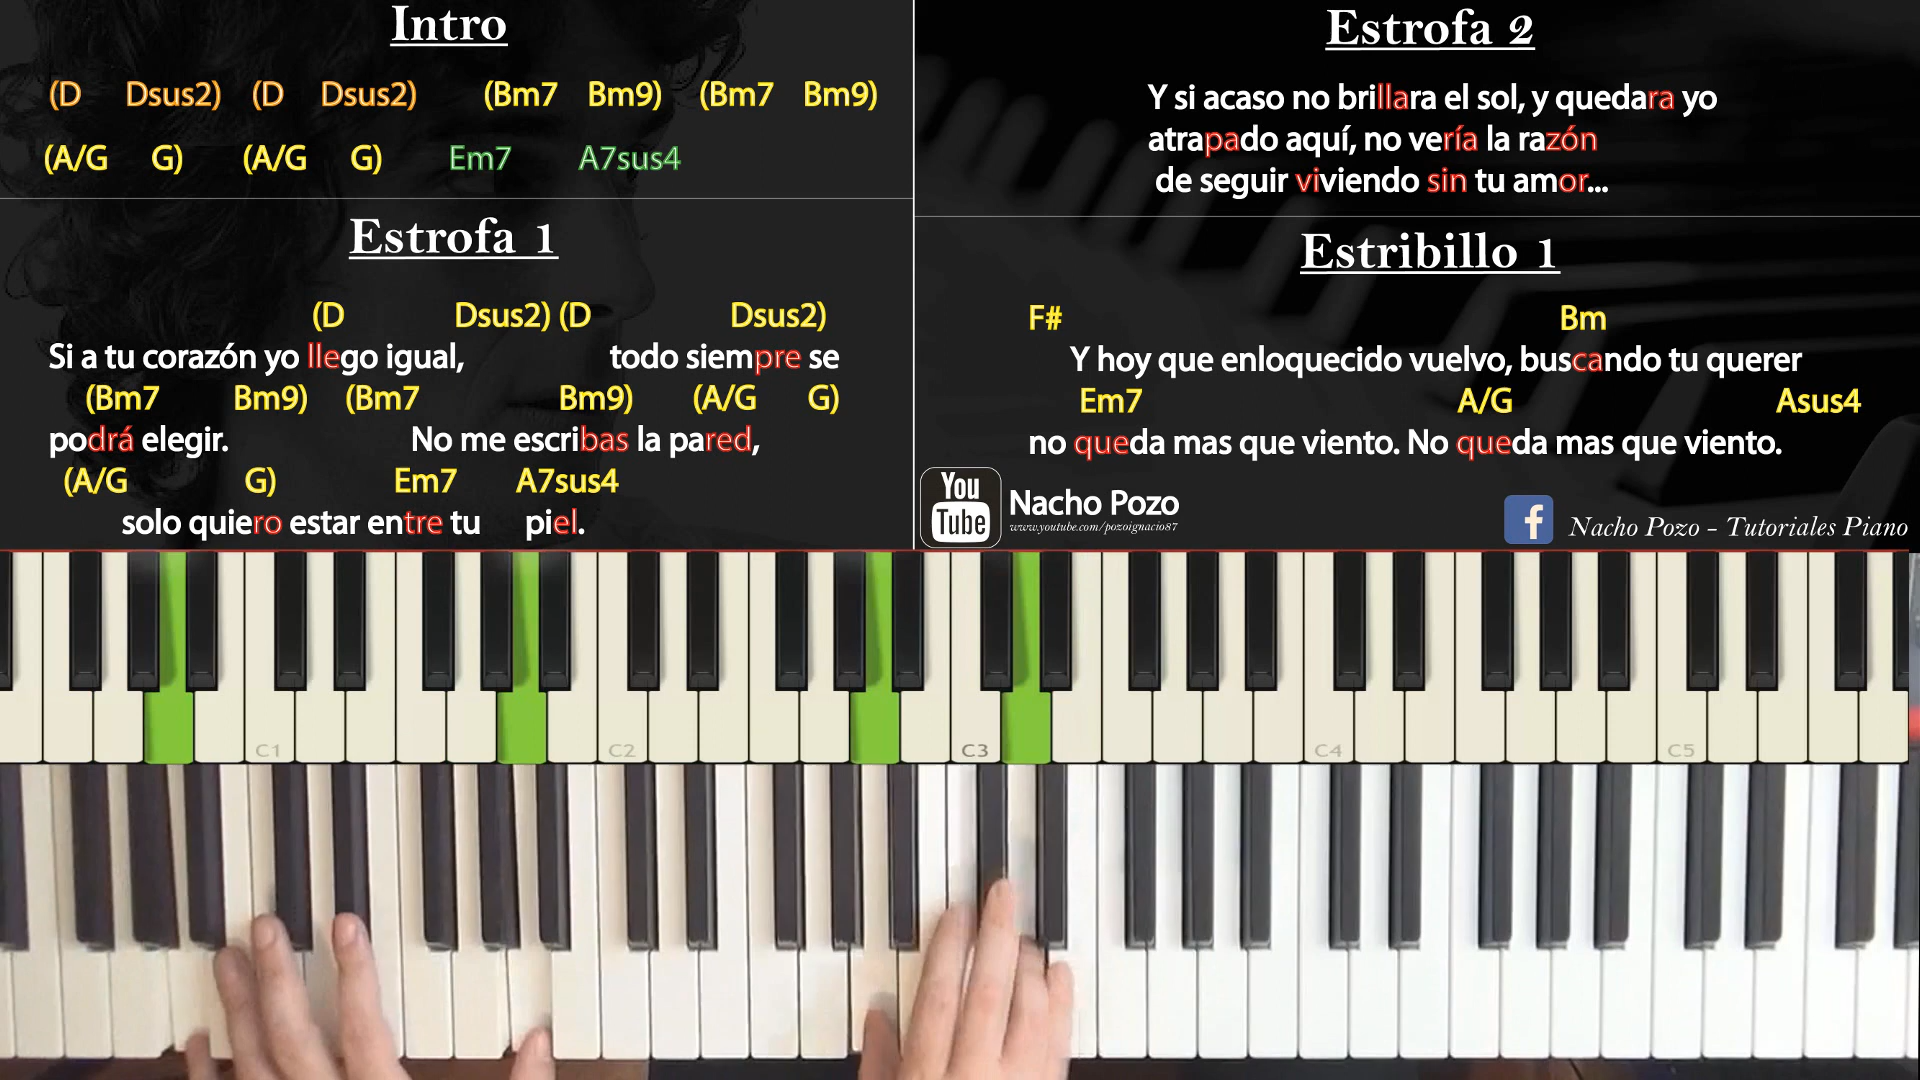 Intro
(D Dsus2) (D Dsus2) (Bm7 Bm9) (Bm7 Bm9)
(A/G G) (A/G G) Em7 A7sus4
Estrofa 1
(D Dsus2) (D Dsus2)
Si a tu corazón yo llego igual, todo siempre se
(Bm7 Bm9) (Bm7 Bm9) (A/G G)
podrá elegir. No me escribas la pared,
(A/G G) Em7 A7sus4
solo quiero estar entre tu piel.
Estrofa 2
Y si acaso no brillara el sol, y quedara yo
atrapado aquí, no vería la razón
de seguir viviendo sin tu amor...
Estribillo 1
F# Bm
Y hoy que enloquecido vuelvo, buscando tu querer
Em7 A/G Asus4
no queda mas que viento. No queda mas que viento.
You Tube
Nacho Pozo
www.youtube.com/pozoignacio87
f
Nacho Pozo - Tutoriales Piano
C1 C2 C3 C4 C5